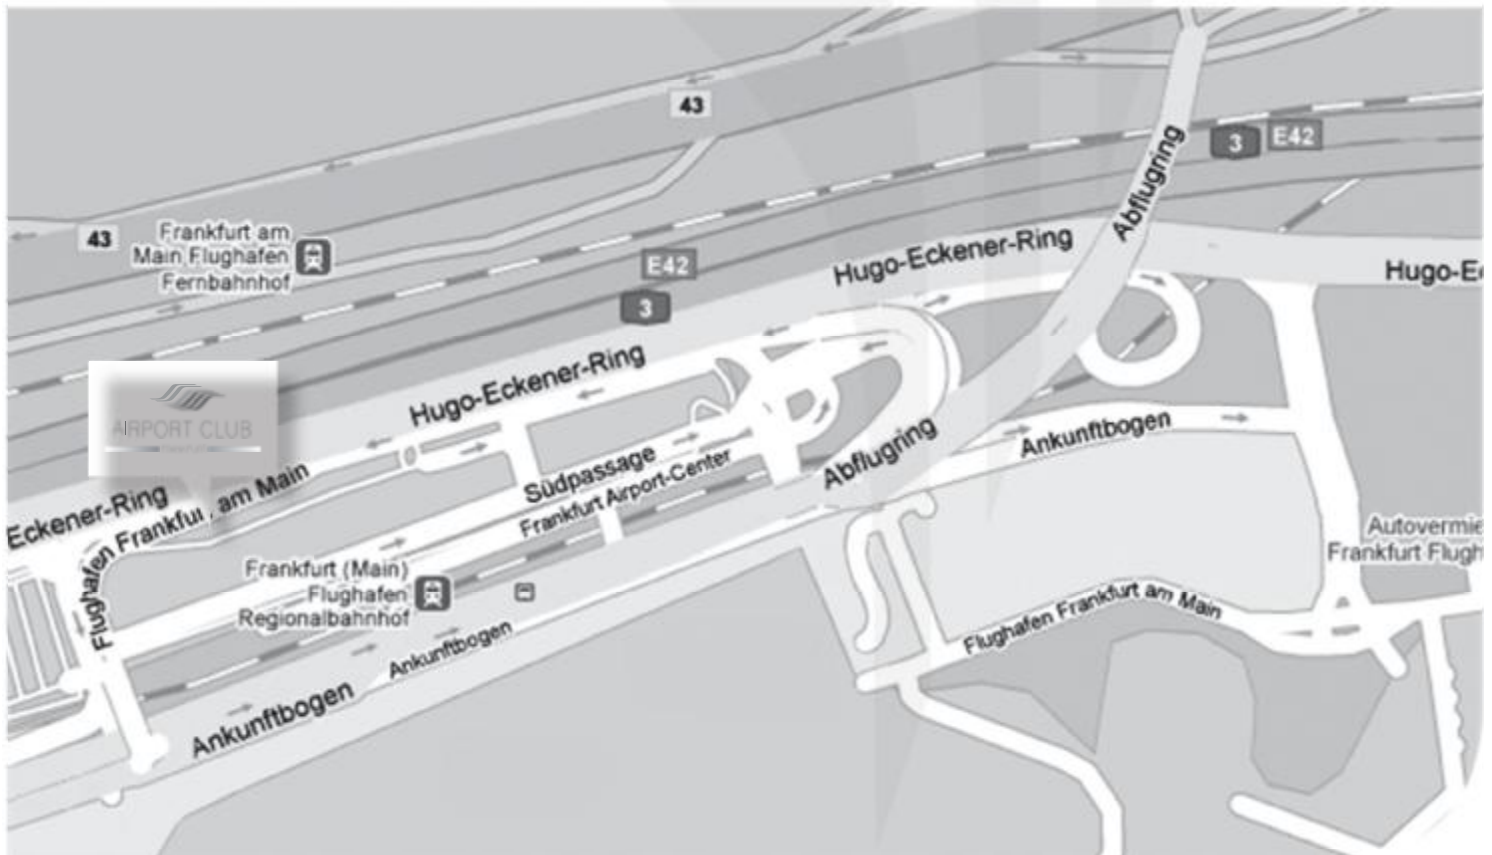 43
3
E42
Abflugring
43
Frankfurt am
Main Flughafen
Fernbahnhof
E42
3
Hugo-Eckener-Ring
Hugo-E
Hugo-Eckener-Ring
AIRPORT CLUB
Ankunftbogen
Abflugring
Südpassage
Frankfurt Airport-Center
Eckener-Ring
Flughafen Frankfur am Main
Autovermie
Frankfurt Flugh
Frankfurt (Main)
Flughafen
Regionalbahnhof
Flughafen Frankfurt am Main
Ankunftbogen
Ankunftbogen